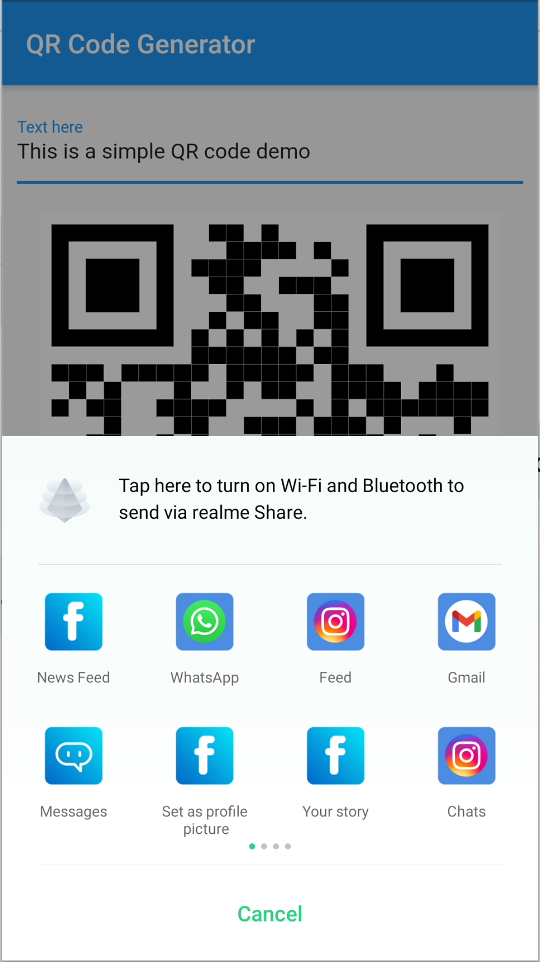 QR Code Generator
Text here
This is a simple QR code demo
Tap here to turn on Wi-Fi and Bluetooth to
send via realme Share.
News Feed
WhatsApp
Feed
Gmail
Messages
Set as profile
picture
Your story
Chats
Cancel